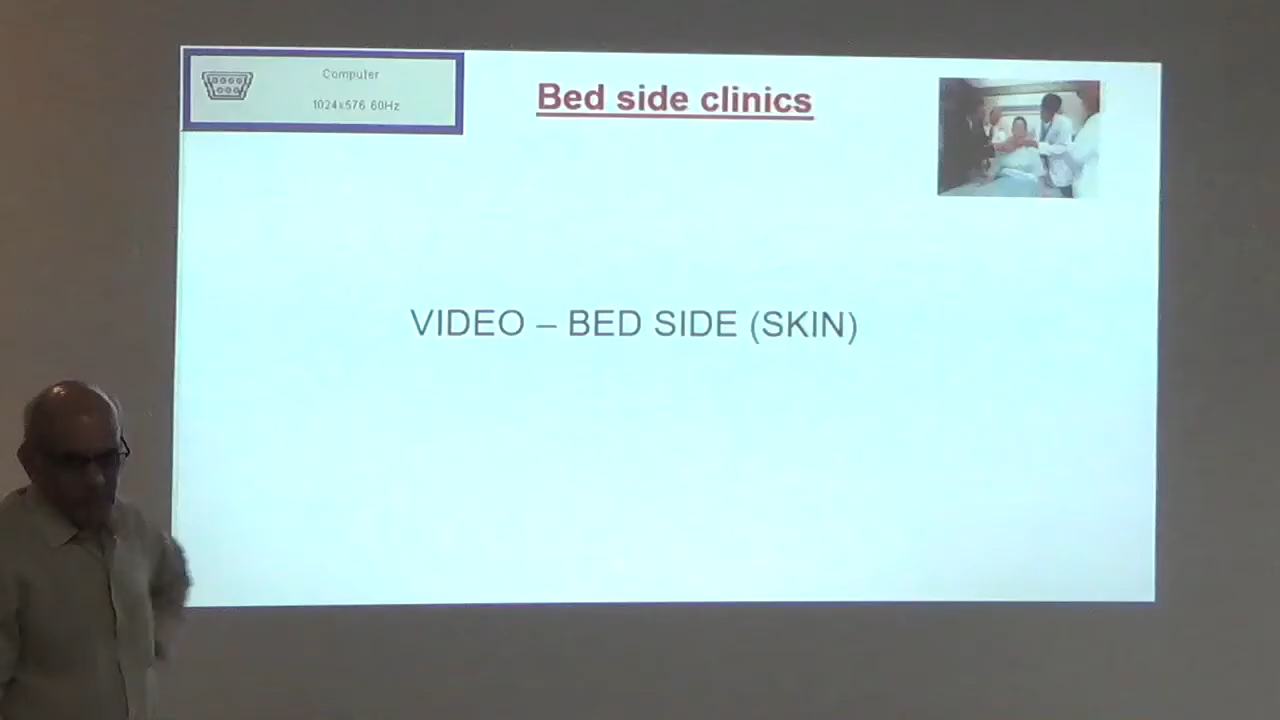 Computer
1024x576 60Hz
Bed side clinics
VIDEO – BED SIDE (SKIN)